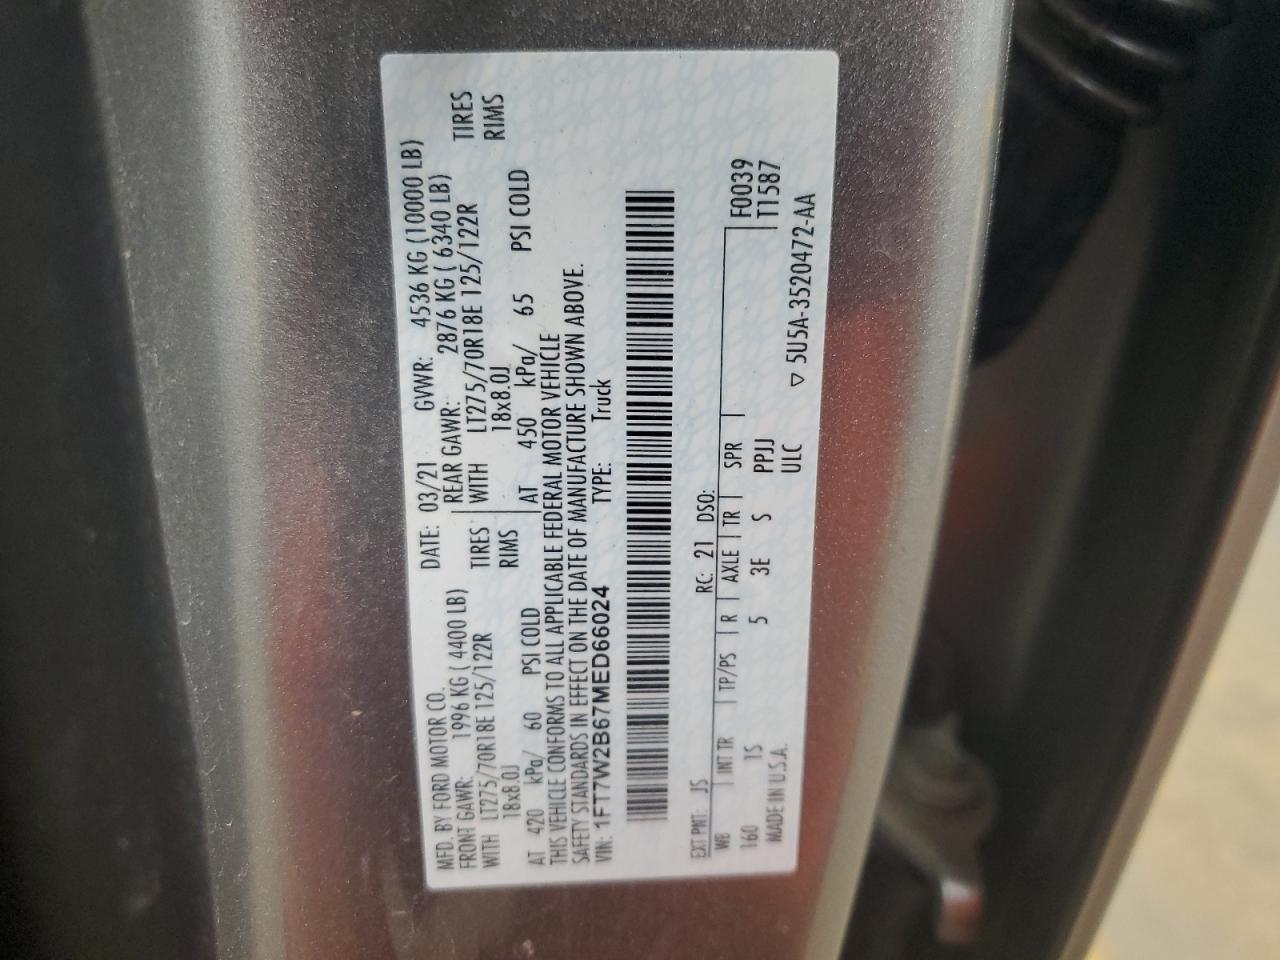 MFD. BY FORD MOTOR CO.
DATE: 03/21 GVWR: 4536 KG (10000 LB)
FRONT GAWR: 1996 KG ( 4400 LB) REAR GAWR: 2876 KG ( 6340 LB)
WITH LT275/70R18E 125/122R TIRES WITH LT275/70R18E 125/122R TIRES
18x8.0J RIMS 18x8.0J RIMS
AT 420 kPa/ 60 PSI COLD AT 450 kPa/ 65 PSI COLD
THIS VEHICLE CONFORMS TO ALL APPLICABLE FEDERAL MOTOR VEHICLE
SAFETY STANDARDS IN EFFECT ON THE DATE OF MANUFACTURE SHOWN ABOVE.
VIN: 1FT7W2B67MED66024 TYPE: Truck
EXT PNT: JS RC: 21 DSO:
WB INT TR TP/PS R AXLE TR SPR F0039
160 1S 5 3E S PPJJ T1587
MADE IN U.S.A. ULC
▽ 5U5A-3520472-AA